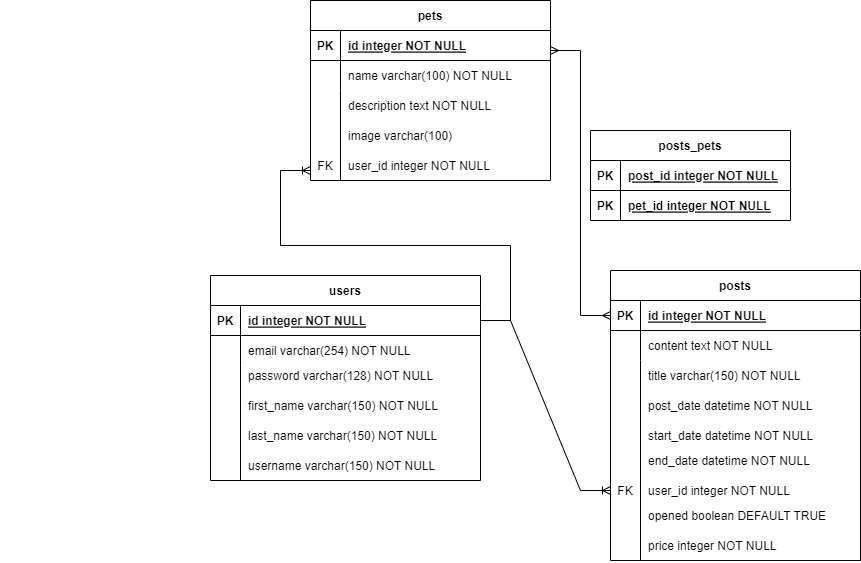 pets
PK id integer NOT NULL
name varchar(100) NOT NULL
description text NOT NULL
image varchar(100)
FK user_id integer NOT NULL
posts_pets
PK post_id integer NOT NULL
PK pet_id integer NOT NULL
users
PK id integer NOT NULL
email varchar(254) NOT NULL
password varchar(128) NOT NULL
first_name varchar(150) NOT NULL
last_name varchar(150) NOT NULL
username varchar(150) NOT NULL
posts
PK id integer NOT NULL
content text NOT NULL
title varchar(150) NOT NULL
post_date datetime NOT NULL
start_date datetime NOT NULL
end_date datetime NOT NULL
FK user_id integer NOT NULL
opened boolean DEFAULT TRUE
price integer NOT NULL